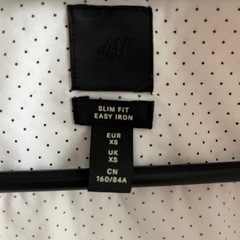 H&M
SLIM FIT
EASY IRON
EUR
XS
UK
XS
CN
160/84A